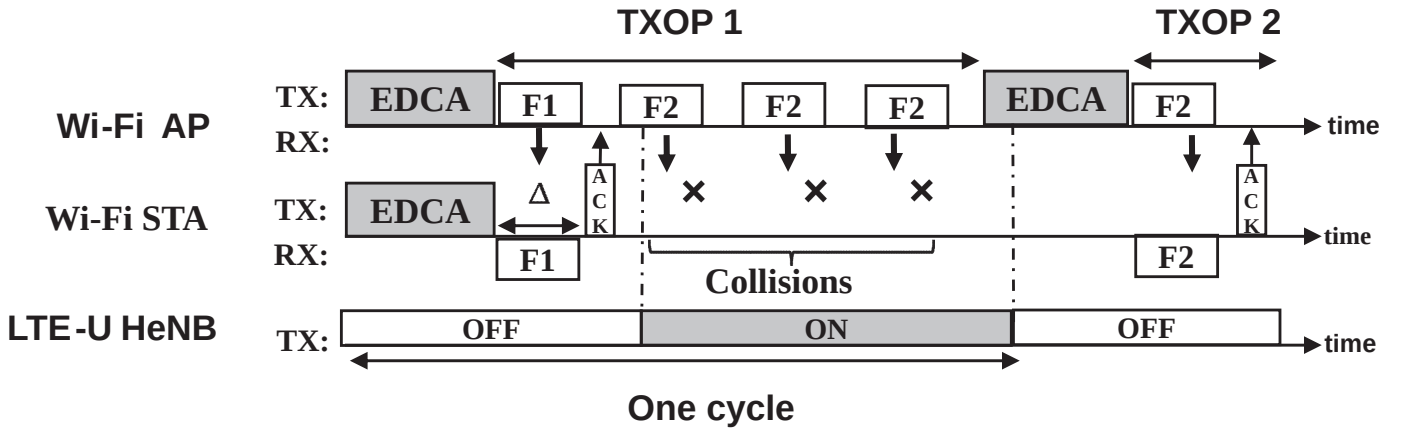 TXOP 1 TXOP 2
TX: EDCA F1 F2 F2 F2 EDCA F2
Wi-Fi AP
RX:
time
Δ
A
C
K
× × ×
A
C
K
Wi-Fi STA
TX: EDCA
time
RX: F1 F2
Collisions
LTE-U HeNB
TX: OFF ON OFF
time
One cycle